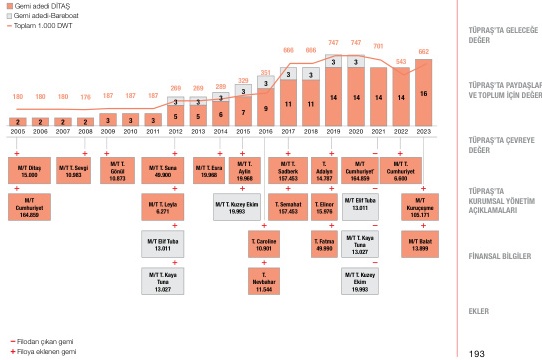 Gemi adedi DİTAŞ
Gemi adedi-Bareboat
Toplam 1.000 DWT
180 180 180 176 187 187 187 269 269 289 329 331 666 666 747 747 701 543 662
3 3 3 3 3 3 3 3 3
2 2 2 2 3 3 3 5 5 6 7 9 11 11 14 14 14 14 16
2005 2006 2007 2008 2009 2010 2011 2012 2013 2014 2015 2016 2017 2018 2019 2020 2021 2022 2023
+ M/T Ditaş
15.000
+ M/T
Cumhuriyet
164.859
+ M/T T. Sevgi
10.983
+ M/T T.
Gönül
10.873
+ M/T T. Suna
49.900
+ M/T T. Leyla
6.271
+ M/T Elif Tuba
13.011
+ M/T T. Kaya
Tuna
13.027
+ M/T T. Esra
19.968
+ M/T T.
Aylin
19.968
+ M/T T. Kuzey Ekim
19.993
+ T. Caroline
10.901
+ T.
Nevbahar
11.544
+ M/T T.
Sadberk
157.453
+ T. Semahat
157.453
+ T.
Adalyn
14.787
+ T. Elinor
15.976
+ T. Fatma
49.990
− M/T
Cumhuriyet
164.859
− M/T Elif Tuba
13.011
− M/T T. Kaya
Tuna
13.027
− M/T T. Kuzey
Ekim
19.993
+ M/T T.
Cumhuriyet
6.600
+ M/T
Kuruçeşme
105.171
+ M/T Balat
13.899
− Filodan çıkan gemi
+ Filoya eklenen gemi
TÜPRAŞ'TA GELECEĞE
DEĞER
TÜPRAŞ'TA PAYDAŞLAR
VE TOPLUM İÇİN DEĞER
TÜPRAŞ'TA ÇEVREYE
DEĞER
TÜPRAŞ'TA
KURUMSAL YÖNETİM
AÇIKLAMALARI
FİNANSAL BİLGİLER
EKLER
193